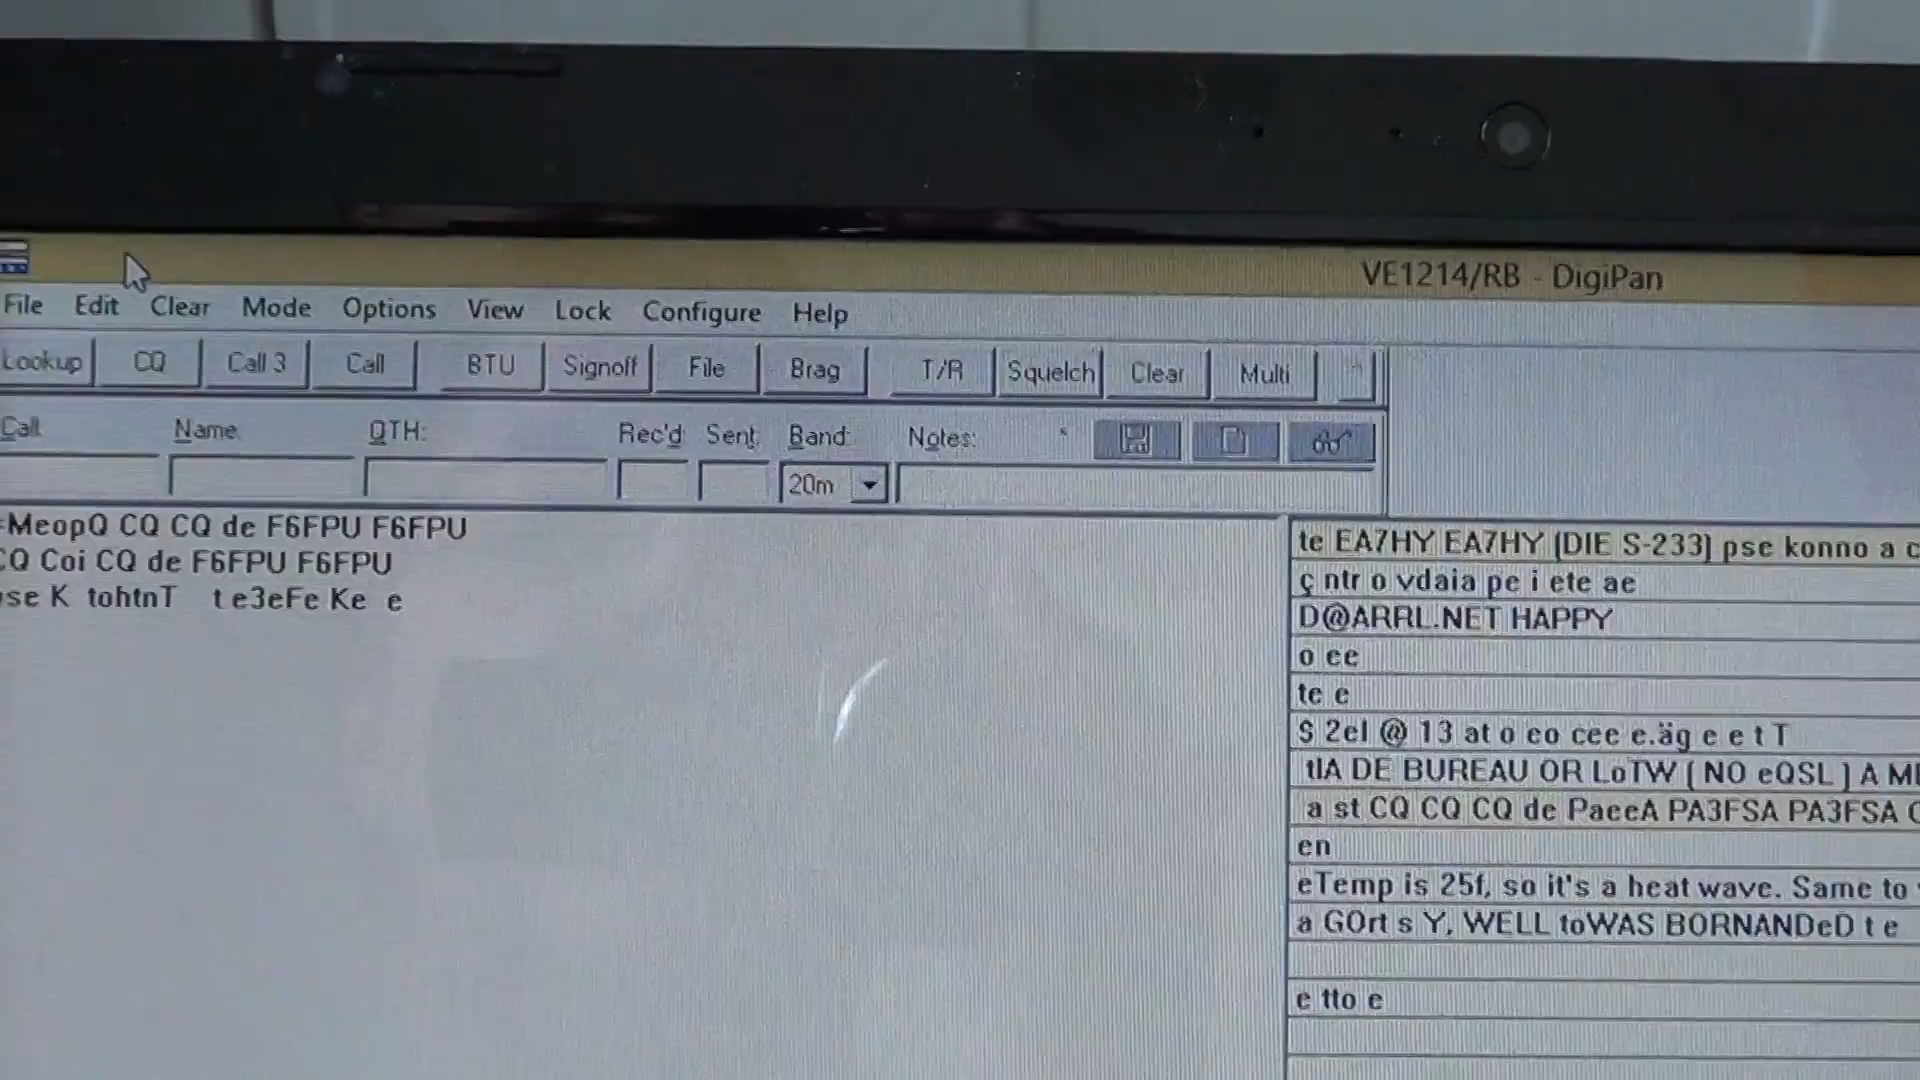 VE1214/RB - DigiPan
File Edit Clear Mode Options View Lock Configure Help
Lookup CQ Call 3 Call BTU Signoff File Brag T/R Squelch Clear Multi
Call Name QTH: Rec'd Sent Band Notes:
20m
MeopQ CQ CQ de F6FPU F6FPU
CQ Coi CQ de F6FPU F6FPU
se K tohtnT t e3eFe Ke e
te EA7HY EA7HY [DIE S-233] pse konno a c
ç ntr o vdaia pe i ete ae
D@ARRL.NET HAPPY
o ee
te e
S 2el @ 13 at o eo cee e.äg e e t T
tIA DE BUREAU OR LoTW [ NO eQSL ] A M
a st CQ CQ CQ de PaeeA PA3FSA PA3FSA
en
eTemp is 25f, so it's a heat wave. Same to
a GOrt s Y, WELL toWAS BORNANDeD t e
e tto e